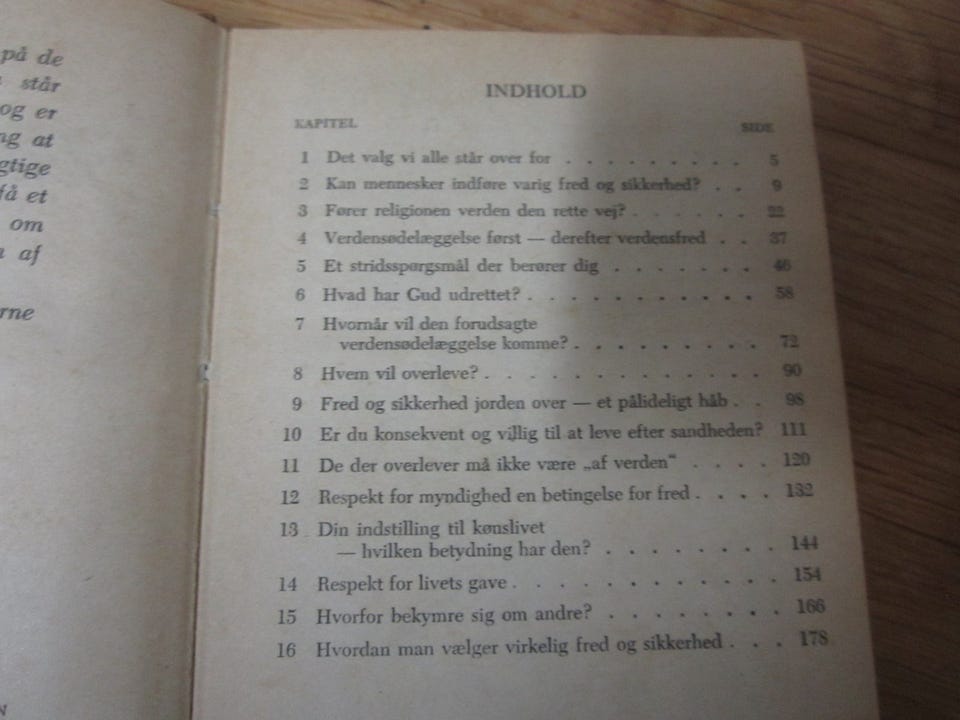 på de
står
og er
ng at
gtige
få et
om
af
rne
N
INDHOLD
KAPITEL SIDE
1 Det valg vi alle står over for . . . . . . . . . 5
2 Kan mennesker indføre varig fred og sikkerhed? . . 9
3 Fører religionen verden den rette vej? . . . . . . 22
4 Verdensødelæggelse først — derefter verdensfred . . 37
5 Et stridsspørgsmål der berører dig . . . . . . . 46
6 Hvad har Gud udrettet? . . . . . . . . . . . 58
7 Hvornår vil den forudsagte
verdensødelæggelse komme? . . . . . . . . . 72
8 Hvem vil overleve? . . . . . . . . . . . . . 90
9 Fred og sikkerhed jorden over — et pålideligt håb . . 98
10 Er du konsekvent og villig til at leve efter sandheden? 111
11 De der overlever må ikke være „af verden“ . . . . 120
12 Respekt for myndighed en betingelse for fred . . . . 132
13 Din indstilling til kønslivet
— hvilken betydning har den? . . . . . . . . 144
14 Respekt for livets gave . . . . . . . . . . . 154
15 Hvorfor bekymre sig om andre? . . . . . . . . 166
16 Hvordan man vælger virkelig fred og sikkerhed . . . 178